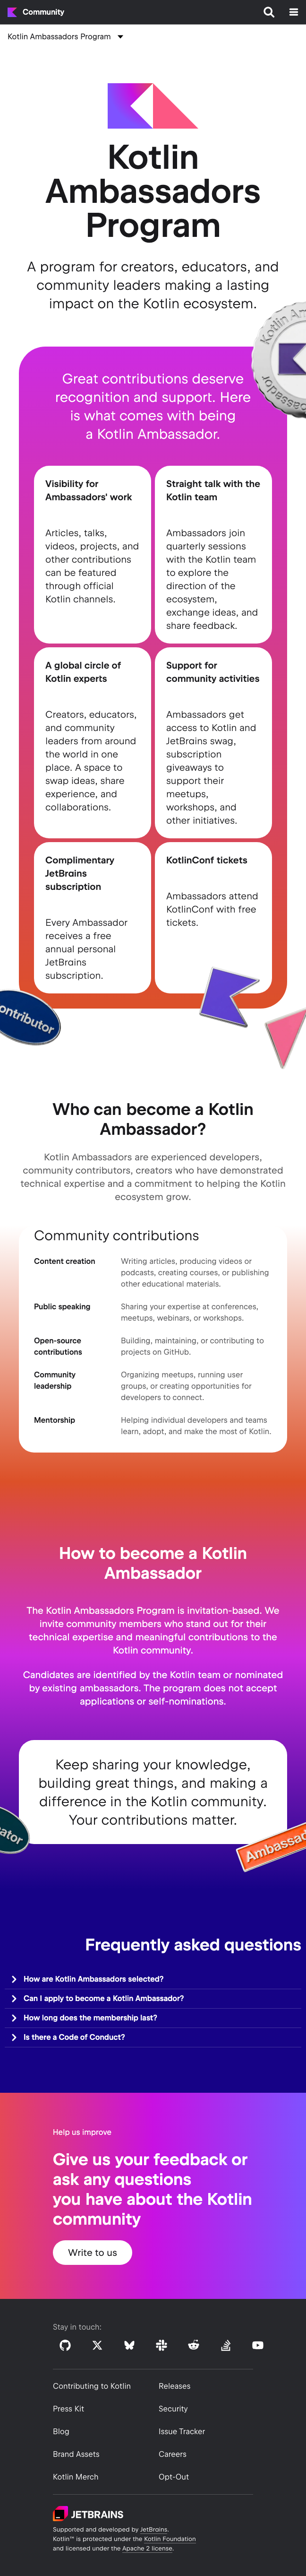 Community
Kotlin Ambassadors Program
Kotlin
Ambassadors
Program
A program for creators, educators, and
community leaders making a lasting
impact on the Kotlin ecosystem.
Great contributions deserve
recognition and support. Here
is what comes with being
a Kotlin Ambassador.
Visibility for
Ambassadors' work
Articles, talks,
videos, projects, and
other contributions
can be featured
through official
Kotlin channels.
Straight talk with the
Kotlin team
Ambassadors join
quarterly sessions
with the Kotlin team
to explore the
direction of the
ecosystem,
exchange ideas, and
share feedback.
A global circle of
Kotlin experts
Creators, educators,
and community
leaders from around
the world in one
place. A space to
swap ideas, share
experience, and
collaborations.
Support for
community activities
Ambassadors get
access to Kotlin and
JetBrains swag,
subscription
giveaways to
support their
meetups,
workshops, and
other initiatives.
Complimentary
JetBrains
subscription
Every Ambassador
receives a free
annual personal
JetBrains
subscription.
KotlinConf tickets
Ambassadors attend
KotlinConf with free
tickets.
ontributor
Who can become a Kotlin
Ambassador?
Kotlin Ambassadors are experienced developers,
community contributors, creators who have demonstrated
technical expertise and a commitment to helping the Kotlin
ecosystem grow.
Community contributions
Content creation
Writing articles, producing videos or
podcasts, creating courses, or publishing
other educational materials.
Public speaking
Sharing your expertise at conferences,
meetups, webinars, or workshops.
Open-source
contributions
Building, maintaining, or contributing to
projects on GitHub.
Community
leadership
Organizing meetups, running user
groups, or creating opportunities for
developers to connect.
Mentorship
Helping individual developers and teams
learn, adopt, and make the most of Kotlin.
How to become a Kotlin
Ambassador
The Kotlin Ambassadors Program is invitation-based. We
invite community members who stand out for their
technical expertise and meaningful contributions to the
Kotlin community.
Candidates are identified by the Kotlin team or nominated
by existing ambassadors. The program does not accept
applications or self-nominations.
Keep sharing your knowledge,
building great things, and making a
difference in the Kotlin community.
Your contributions matter.
ator
Ambassad
Frequently asked questions
How are Kotlin Ambassadors selected?
Can I apply to become a Kotlin Ambassador?
How long does the membership last?
Is there a Code of Conduct?
Help us improve
Give us your feedback or
ask any questions
you have about the Kotlin
community
Write to us
Stay in touch:
Contributing to Kotlin
Releases
Press Kit
Security
Blog
Issue Tracker
Brand Assets
Careers
Kotlin Merch
Opt-Out
JETBRAINS
Supported and developed by JetBrains.
Kotlin™ is protected under the Kotlin Foundation
and licensed under the Apache 2 license.